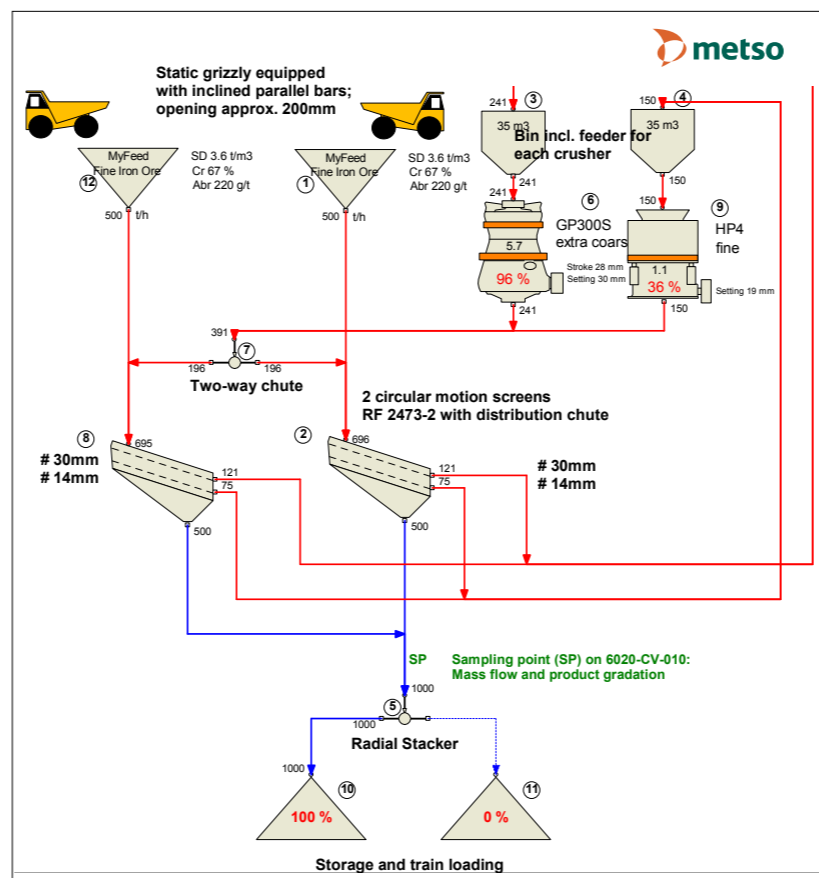 metso
Static grizzly equipped
with inclined parallel bars;
opening approx. 200mm
MyFeed
Fine Iron Ore
12
SD 3.6 t/m3
Cr 67 %
Abr 220 g/t
500 t/h
MyFeed
Fine Iron Ore
1
SD 3.6 t/m3
Cr 67 %
Abr 220 g/t
500 t/h
241
3
35 m3
150
4
35 m3
Bin incl. feeder for
each crusher
241
241
150
150
6
GP300S
extra coars
5.7
96 %
Stroke 28 mm
Setting 30 mm
241
9
HP4
fine
1.1
36 %
Setting 19 mm
150
391
7
196
196
Two-way chute
2 circular motion screens
RF 2473-2 with distribution chute
8
695
# 30mm
# 14mm
121
75
500
2
696
121
75
500
# 30mm
# 14mm
SP
Sampling point (SP) on 6020-CV-010:
Mass flow and product gradation
1000
5
1000
Radial Stacker
1000
10
100 %
11
0 %
Storage and train loading